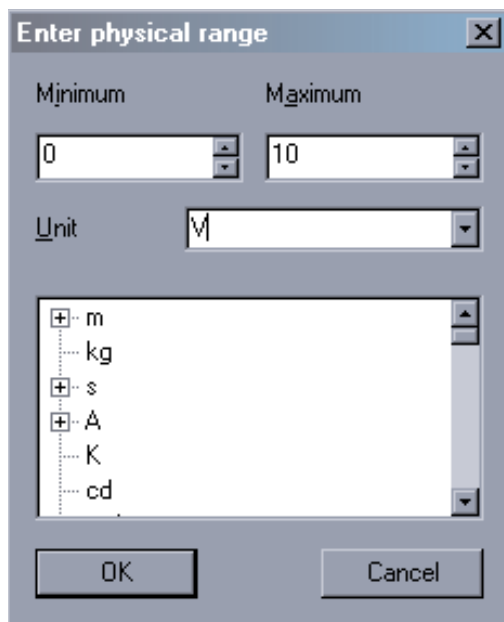 Enter physical range
Minimum Maximum
0 10
Unit V
m
kg
s
A
K
cd
OK Cancel